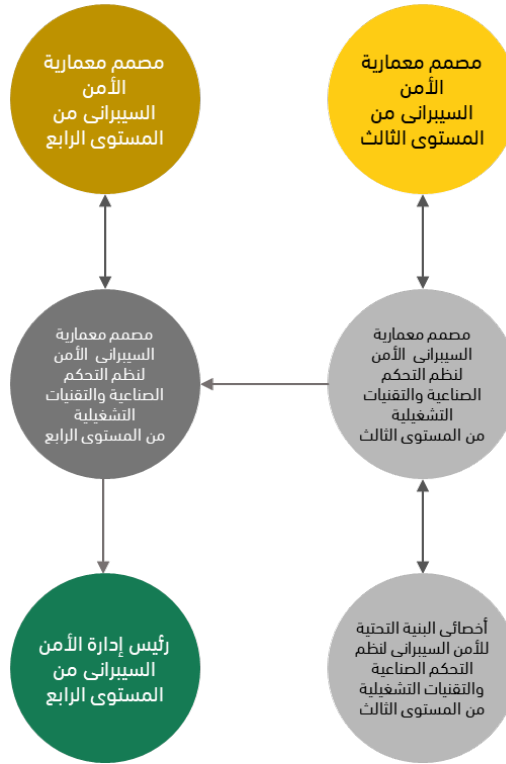 مصمم معمارية
الأمن
السيبرانى من
المستوى الثالث
مصمم معمارية
الأمن
السيبرانى من
المستوى الرابع
مصمم معمارية
السيبرانى الأمن
لنظم التحكم
الصناعية والتقنيات
التشغيلية
من المستوى الثالث
مصمم معمارية
السيبرانى الأمن
لنظم التحكم
الصناعية والتقنيات
التشغيلية
من المستوى الرابع
أخصائى البنية التحتية
للأمن السيبرانى لنظم
التحكم الصناعية
والتقنيات التشغيلية
من المستوى الثالث
رئيس إدارة الأمن
السيبرانى من
المستوى الرابع